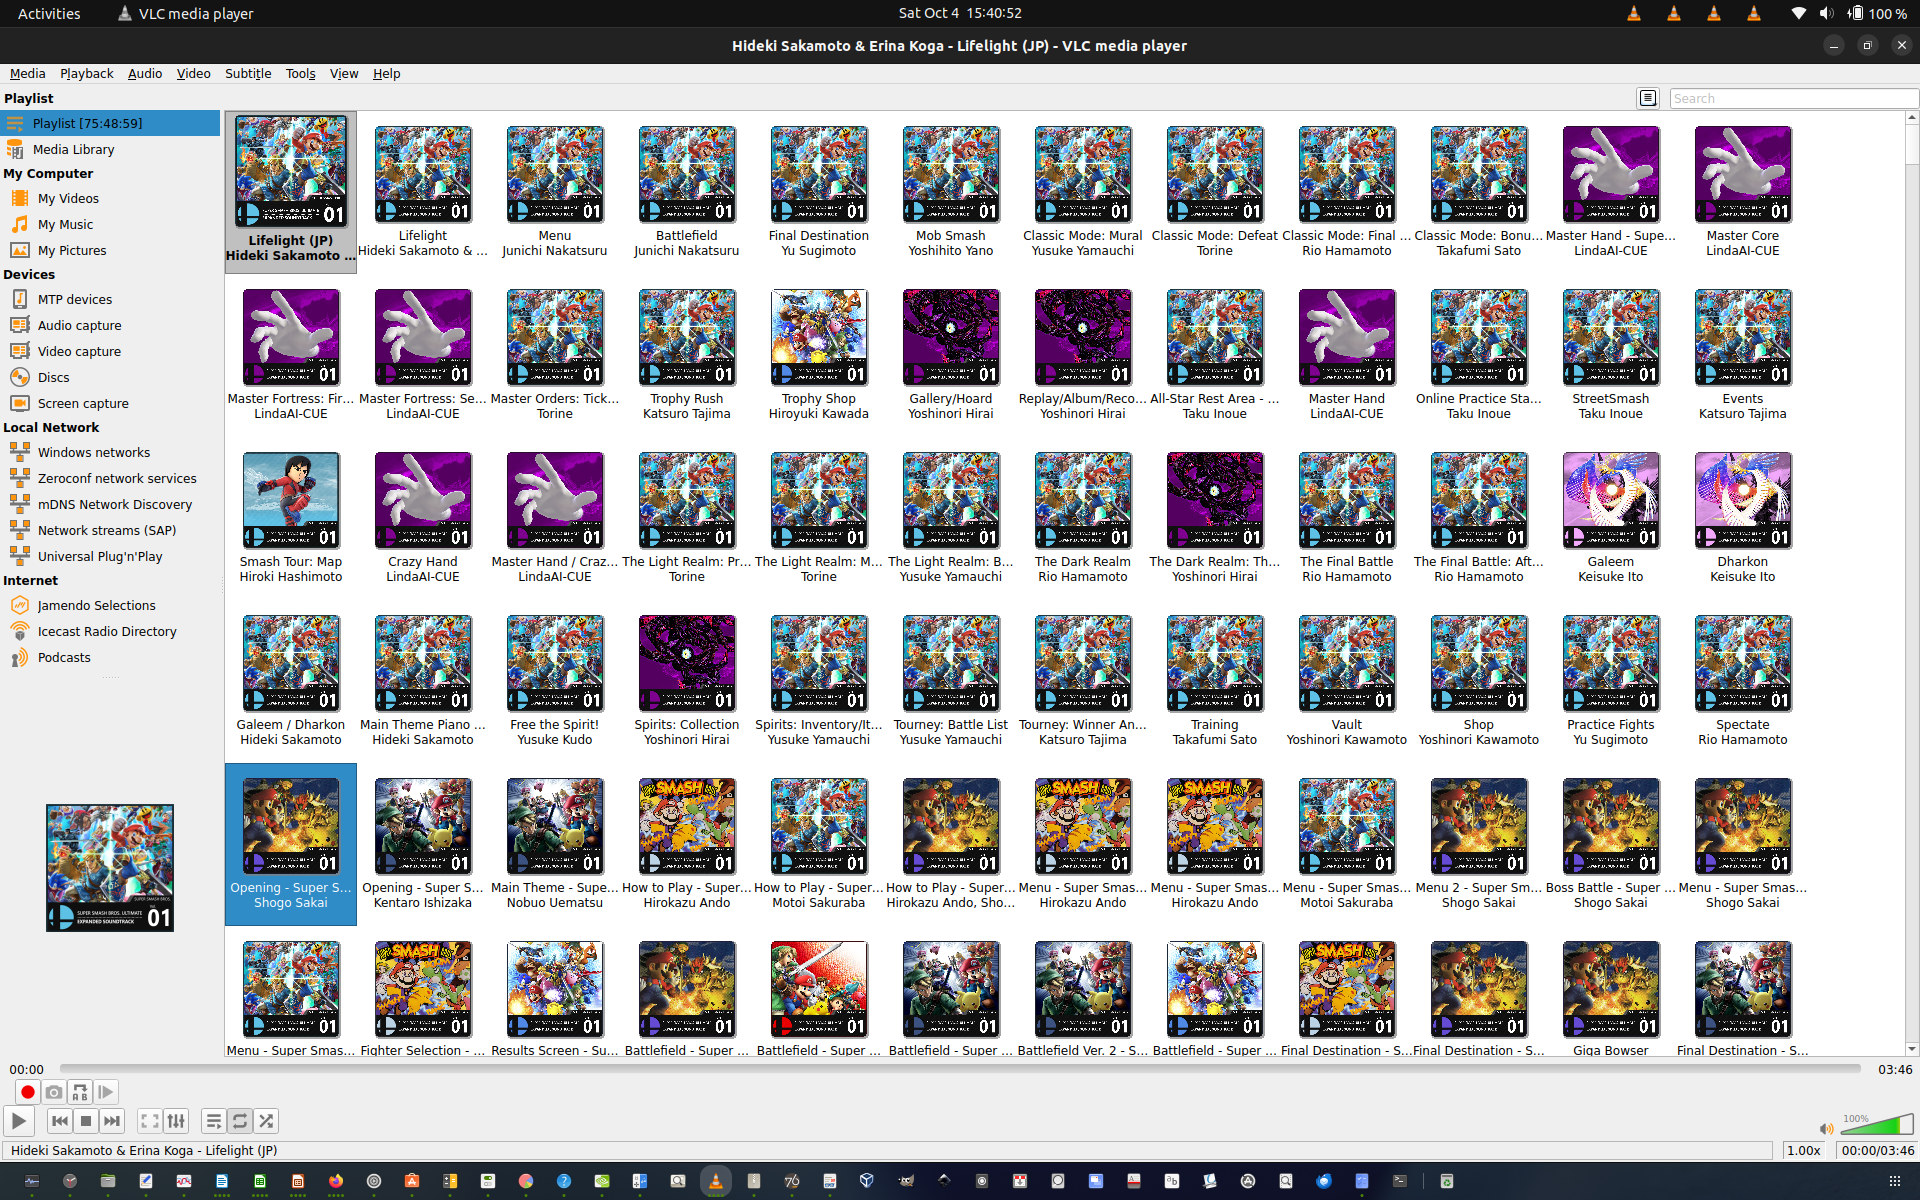 Activities VLC media player Sat Oct 4 15:40:52 100 %
Hideki Sakamoto & Erina Koga - Lifelight (JP) - VLC media player
Media Playback Audio Video Subtitle Tools View Help
Playlist
Search
Playlist [75:48:59]
Media Library
My Computer
My Videos
My Music
My Pictures
Devices
MTP devices
Audio capture
Video capture
Discs
Screen capture
Local Network
Windows networks
Zeroconf network services
mDNS Network Discovery
Network streams (SAP)
Universal Plug'n'Play
Internet
Jamendo Selections
Icecast Radio Directory
Podcasts
SUPER SMASH BROS. ULTIMATE
EXPANDED SOUNDTRACK
01
Lifelight (JP) Lifelight Menu Battlefield Final Destination Mob Smash Classic Mode: Mural Classic Mode: Defeat Classic Mode: Final ... Classic Mode: Bonu... Master Hand - Supe... Master Core
Hideki Sakamoto ... Hideki Sakamoto & ... Junichi Nakatsuru Junichi Nakatsuru Yu Sugimoto Yoshihito Yano Yusuke Yamauchi Torine Rio Hamamoto Takafumi Sato LindaAI-CUE LindaAI-CUE
Master Fortress: Fir... Master Fortress: Se... Master Orders: Tick... Trophy Rush Trophy Shop Gallery/Hoard Replay/Album/Reco... All-Star Rest Area - ... Master Hand Online Practice Sta... StreetSmash Events
LindaAI-CUE LindaAI-CUE Torine Katsuro Tajima Hiroyuki Kawada Yoshinori Hirai Yoshinori Hirai Taku Inoue LindaAI-CUE Taku Inoue Taku Inoue Katsuro Tajima
Smash Tour: Map Crazy Hand Master Hand / Craz... The Light Realm: Pr... The Light Realm: M... The Light Realm: B... The Dark Realm The Dark Realm: Th... The Final Battle The Final Battle: Aft... Galeem Dharkon
Hiroki Hashimoto LindaAI-CUE LindaAI-CUE Torine Torine Yusuke Yamauchi Rio Hamamoto Yoshinori Hirai Rio Hamamoto Rio Hamamoto Keisuke Ito Keisuke Ito
Galeem / Dharkon Main Theme Piano ... Free the Spirit! Spirits: Collection Spirits: Inventory/It... Tourney: Battle List Tourney: Winner An... Training Vault Shop Practice Fights Spectate
Hideki Sakamoto Hideki Sakamoto Yusuke Kudo Yoshinori Hirai Yusuke Yamauchi Yusuke Yamauchi Katsuro Tajima Takafumi Sato Yoshinori Kawamoto Yoshinori Kawamoto Yu Sugimoto Rio Hamamoto
Opening - Super S... Opening - Super S... Main Theme - Supe... How to Play - Super... How to Play - Super... How to Play - Super... Menu - Super Smas... Menu - Super Smas... Menu - Super Smas... Menu 2 - Super Sm... Boss Battle - Super ... Menu - Super Smas...
Shogo Sakai Kentaro Ishizaka Nobuo Uematsu Hirokazu Ando Motoi Sakuraba Hirokazu Ando, Sho... Hirokazu Ando Hirokazu Ando Motoi Sakuraba Shogo Sakai Shogo Sakai Shogo Sakai
Menu - Super Smas... Fighter Selection - ... Results Screen - Su... Battlefield - Super ... Battlefield - Super ... Battlefield - Super ... Battlefield Ver. 2 - S... Battlefield - Super ... Final Destination - S... Final Destination - S... Giga Bowser Final Destination - S...
00:00 03:46
100%
Hideki Sakamoto & Erina Koga - Lifelight (JP) 1.00x 00:00/03:46